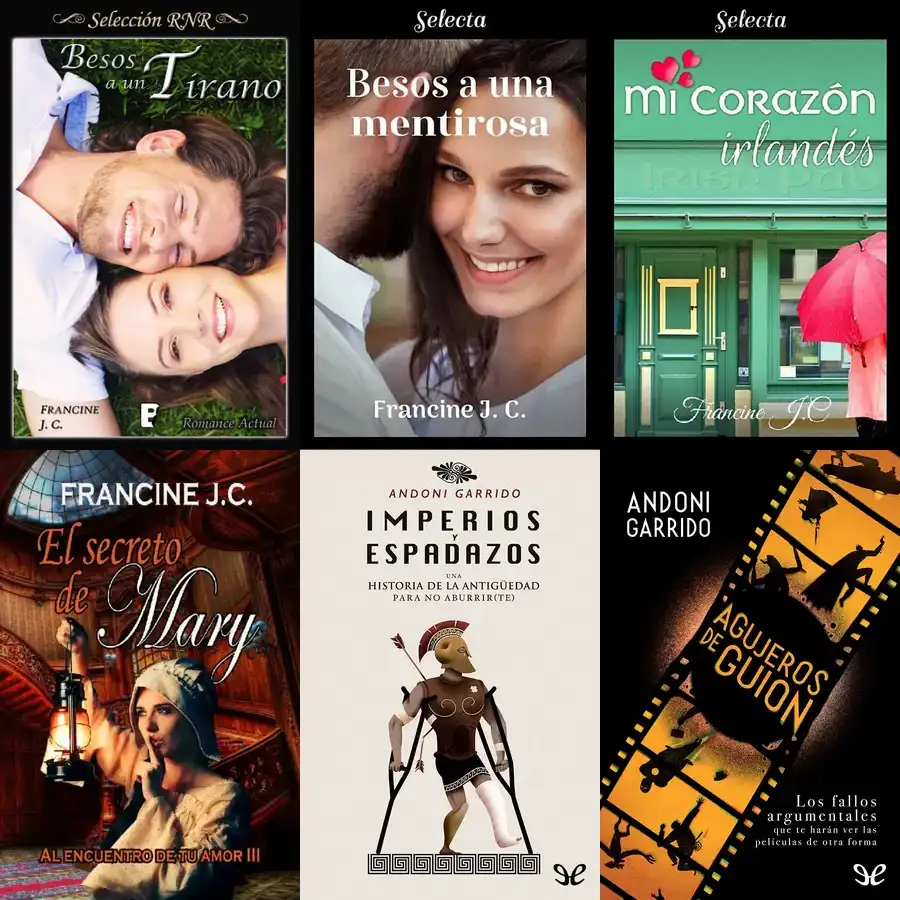 Selección RNR
Besos
a un Tirano
FRANCINE
J. C.
B
Romance Actual
Selecta
Besos a una
mentirosa
Francine J. C.
Selecta
Mi Corazón
irlandés
IRISH PUB
Francine J.C
FRANCINE J.C.
El secreto
de
Mary
AL ENCUENTRO DE TU AMOR III
ANDONI GARRIDO
IMPERIOS
Y
ESPADAZOS
UNA
HISTORIA DE LA ANTIGÜEDAD
PARA NO ABURRIR(TE)
ANDONI
GARRIDO
AGUJEROS
DE GUION
Los fallos
argumentales
que te harán ver las
películas de otra forma